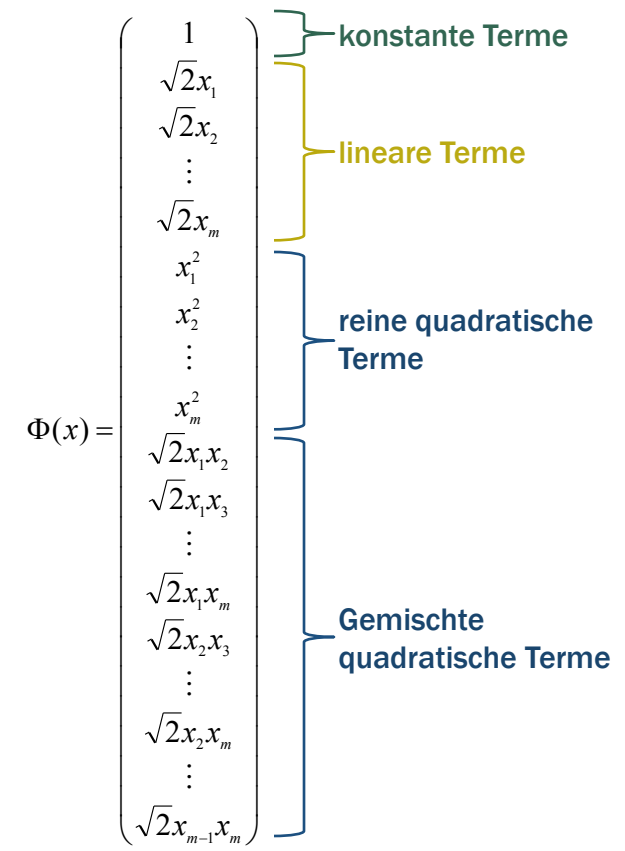 1 konstante Terme
√2x₁
√2x₂
⋮ lineare Terme
√2xₘ
x₁²
x₂² reine quadratische
⋮ Terme
xₘ²
Φ(x) =
√2x₁x₂
√2x₁x₃
⋮
√2x₁xₘ
√2x₂x₃ Gemischte
quadratische Terme
⋮
√2x₂xₘ
⋮
√2xₘ₋₁xₘ